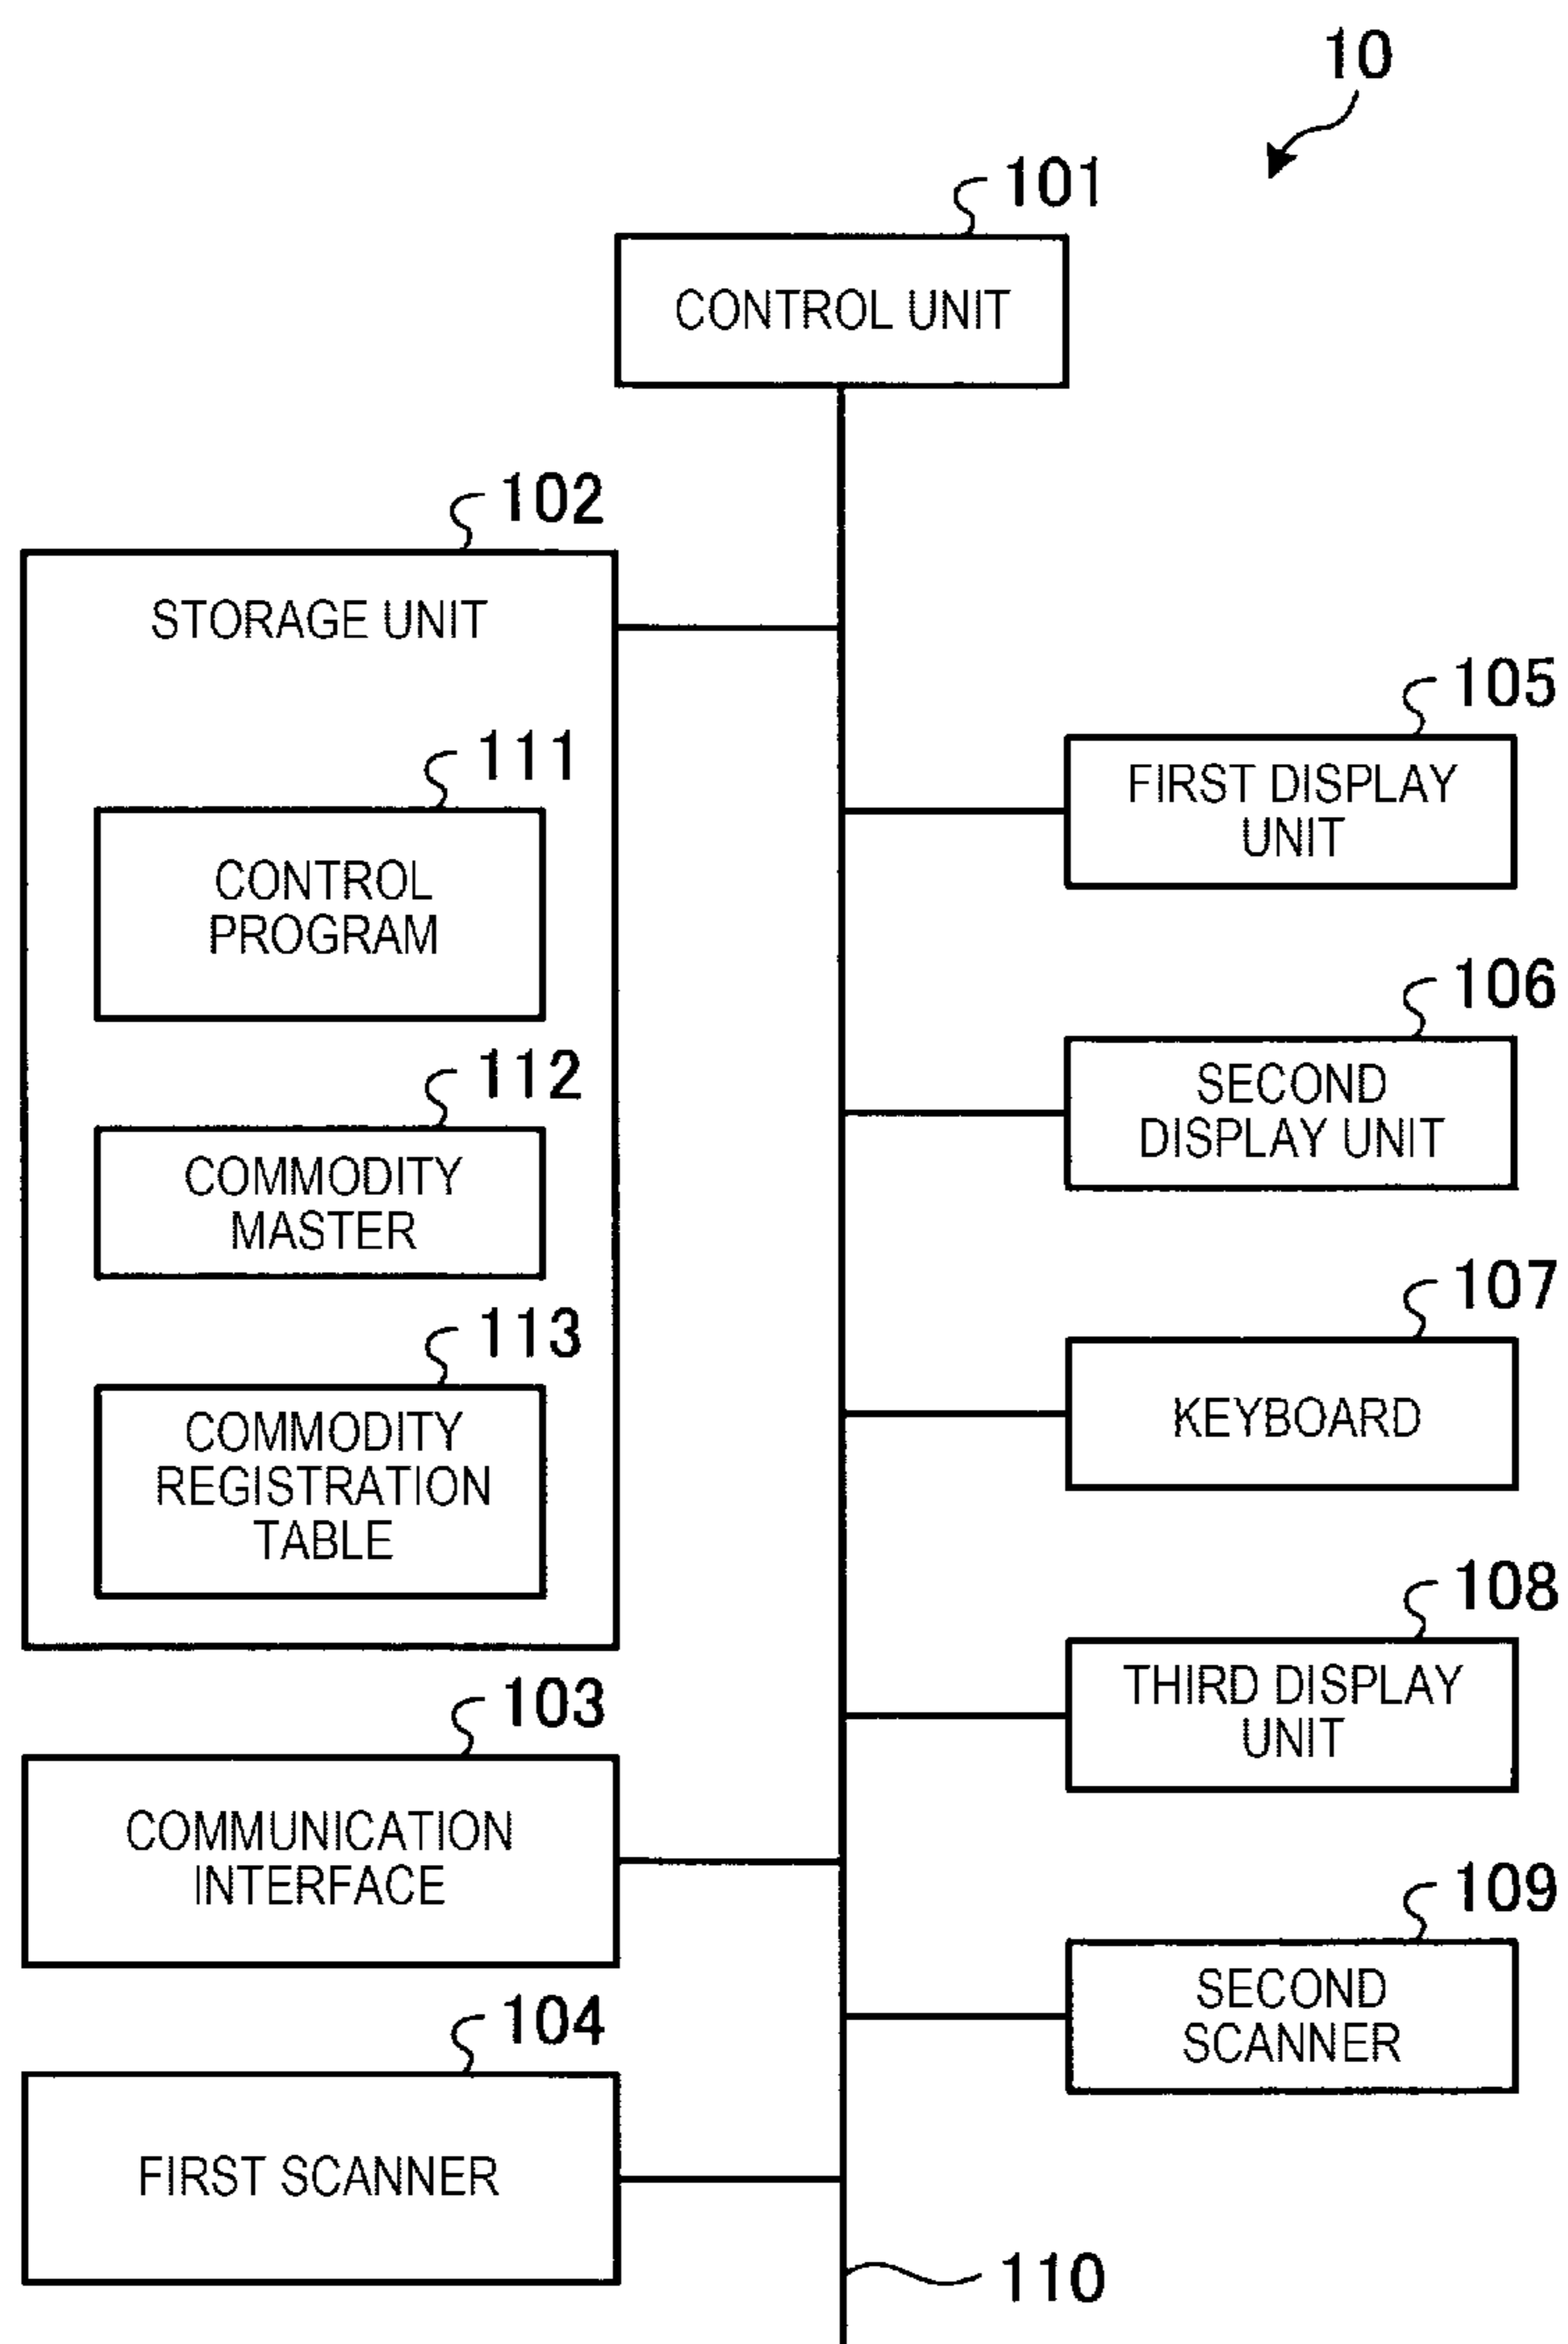 10
101
CONTROL UNIT
102
STORAGE UNIT
111
CONTROL
PROGRAM
112
COMMODITY
MASTER
113
COMMODITY
REGISTRATION
TABLE
103
COMMUNICATION
INTERFACE
104
FIRST SCANNER
105
FIRST DISPLAY
UNIT
106
SECOND
DISPLAY UNIT
107
KEYBOARD
108
THIRD DISPLAY
UNIT
109
SECOND
SCANNER
110